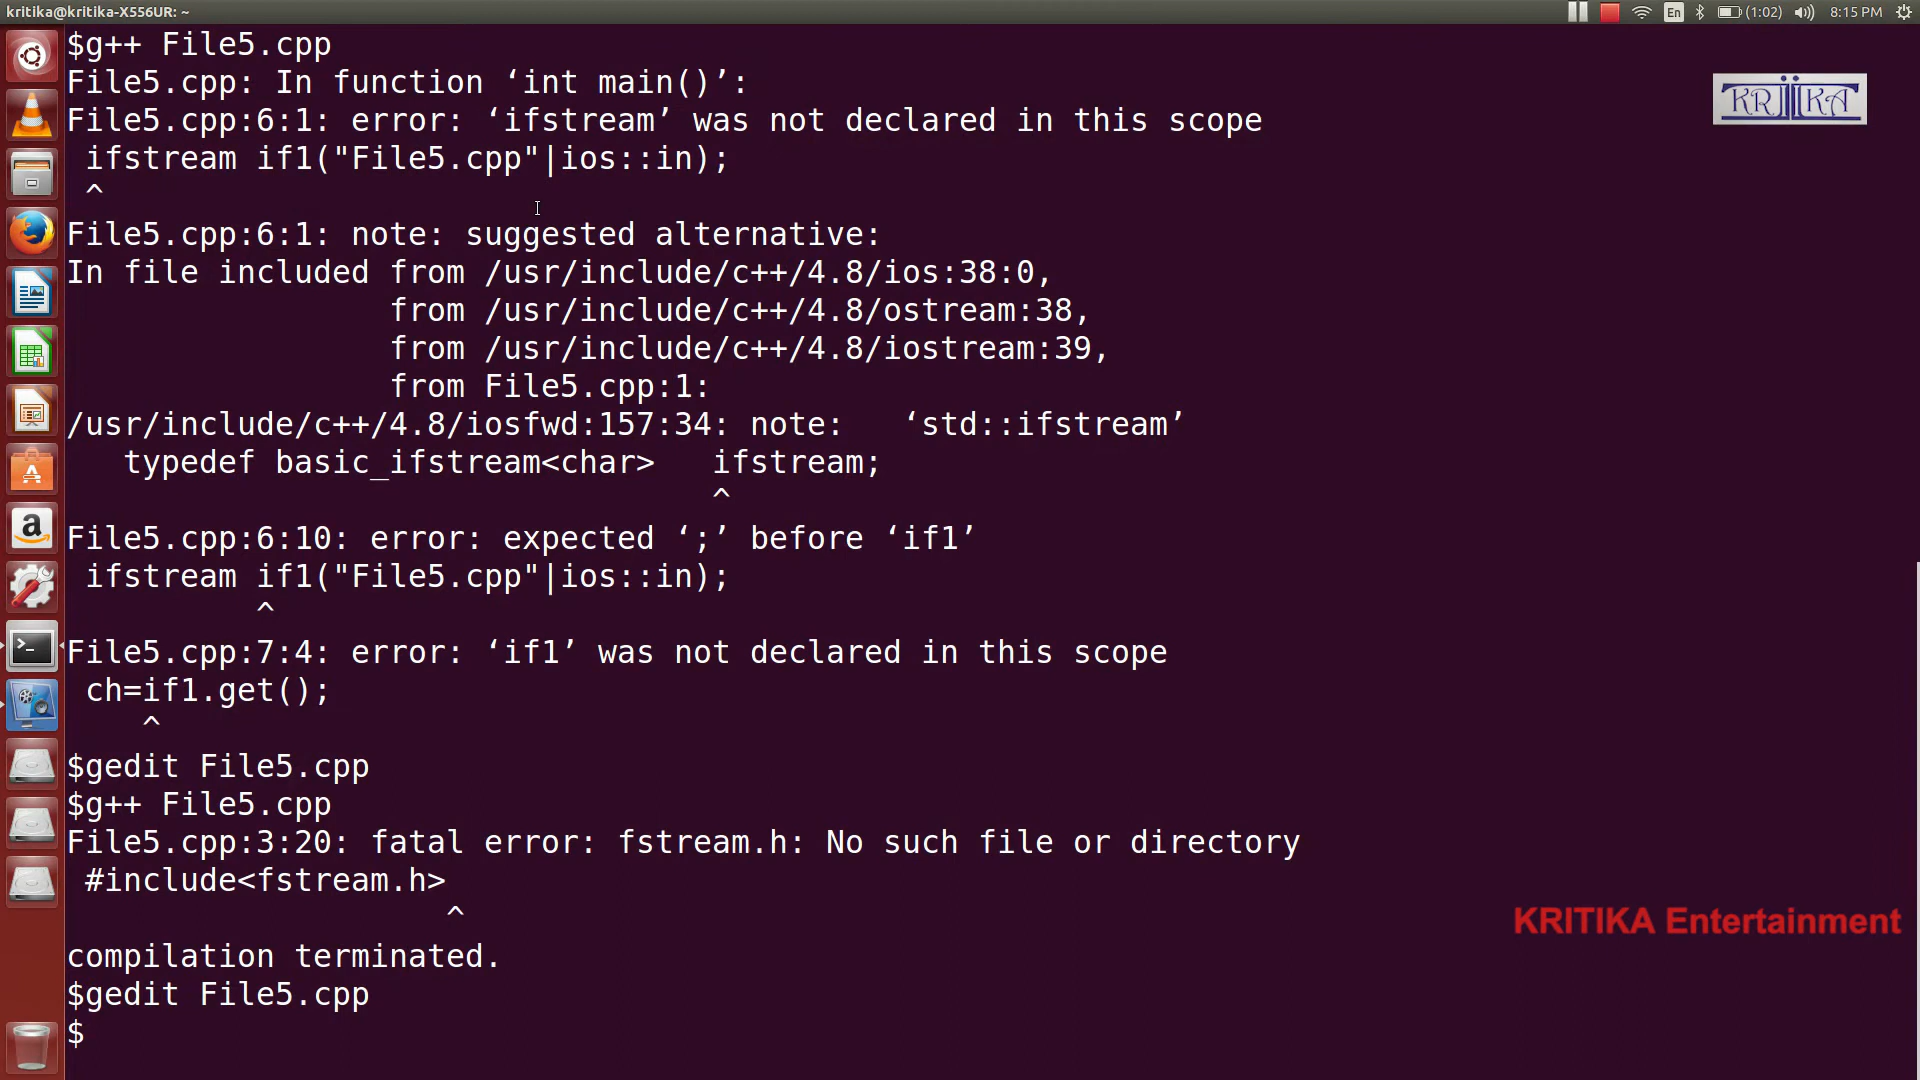 kritika@kritika-X556UR: ~
En (1:02) 8:15 PM
$g++ File5.cpp
File5.cpp: In function ‘int main()’:
File5.cpp:6:1: error: ‘ifstream’ was not declared in this scope
 ifstream if1("File5.cpp"|ios::in);
 ^
File5.cpp:6:1: note: suggested alternative:
In file included from /usr/include/c++/4.8/ios:38:0,
                 from /usr/include/c++/4.8/ostream:38,
                 from /usr/include/c++/4.8/iostream:39,
                 from File5.cpp:1:
/usr/include/c++/4.8/iosfwd:157:34: note:   ‘std::ifstream’
   typedef basic_ifstream<char>   ifstream;
                                  ^
File5.cpp:6:10: error: expected ‘;’ before ‘if1’
 ifstream if1("File5.cpp"|ios::in);
          ^
File5.cpp:7:4: error: ‘if1’ was not declared in this scope
 ch=if1.get();
    ^
$gedit File5.cpp
$g++ File5.cpp
File5.cpp:3:20: fatal error: fstream.h: No such file or directory
 #include<fstream.h>
                    ^
compilation terminated.
$gedit File5.cpp
$
KRITIKA
KRITIKA Entertainment